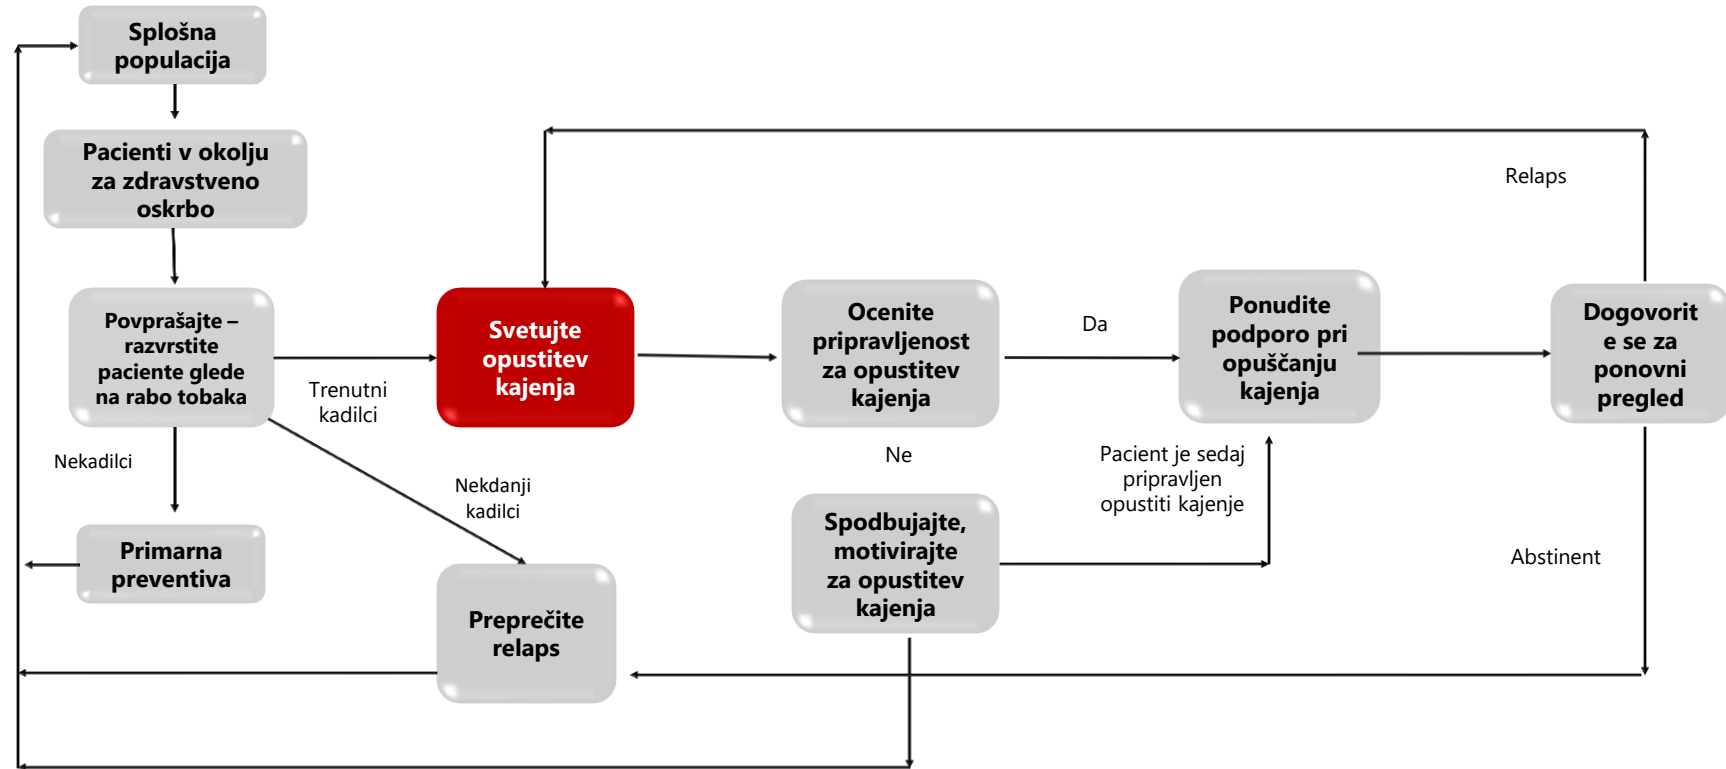 Splošna
populacija
Pacienti v okolju
za zdravstveno
oskrbo
Relaps
Povprašajte –
razvrstite
paciente glede
na rabo tobaka
Trenutni
kadilci
Svetujte
opustitev
kajenja
Ocenite
pripravljenost
za opustitev
kajenja
Da
Ponudite
podporo pri
opuščanju
kajenja
Dogovorit
e se za
ponovni
pregled
Nekadilci
Nekdanji
kadilci
Ne
Pacient je sedaj
pripravljen
opustiti kajenje
Primarna
preventiva
Preprečite
relaps
Spodbujajte,
motivirajte
za opustitev
kajenja
Abstinent